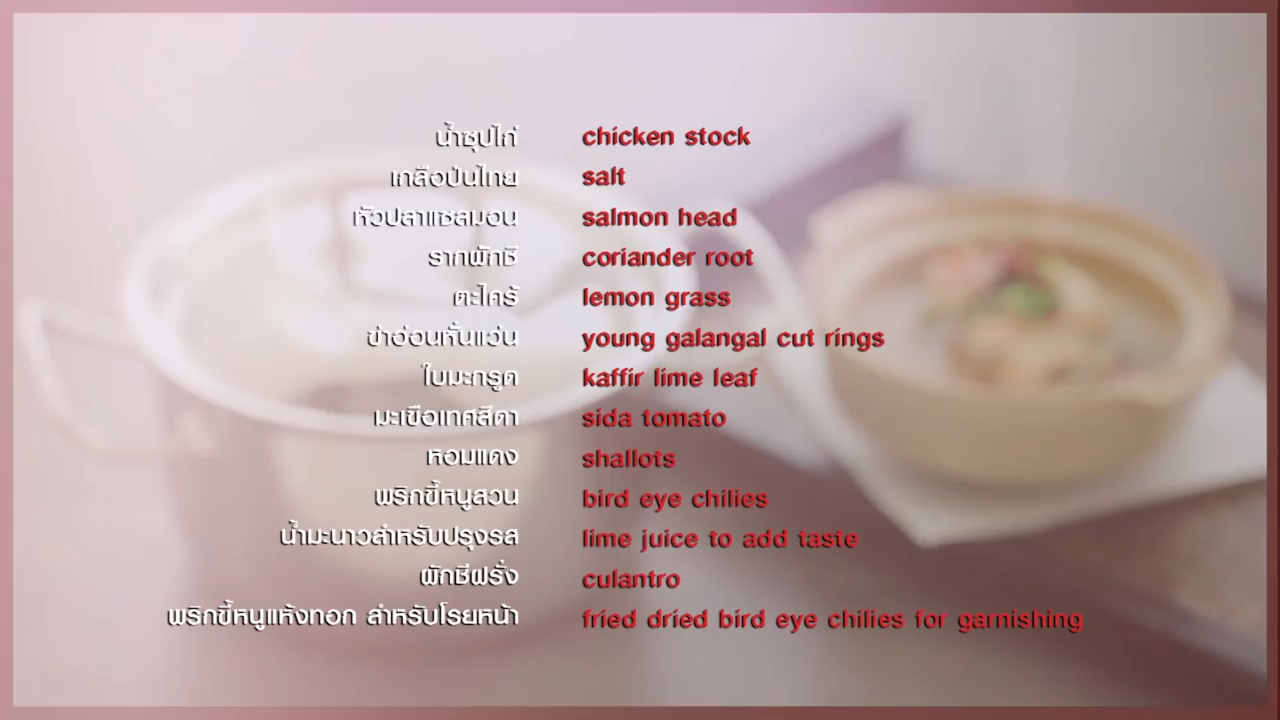 น้ำซุปไก่ chicken stock
เกลือป่นไทย salt
หัวปลาแซลมอน salmon head
รากผักชี coriander root
ตะไคร้ lemon grass
ข่าอ่อนหั่นแว่น young galangal cut rings
ใบมะกรูด kaffir lime leaf
มะเขือเทศสีดา sida tomato
หอมแดง shallots
พริกขี้หนูสวน bird eye chilies
น้ำมะนาวสำหรับปรุงรส lime juice to add taste
ผักชีฝรั่ง culantro
พริกขี้หนูแห้งทอด สำหรับโรยหน้า fried dried bird eye chilies for garnishing